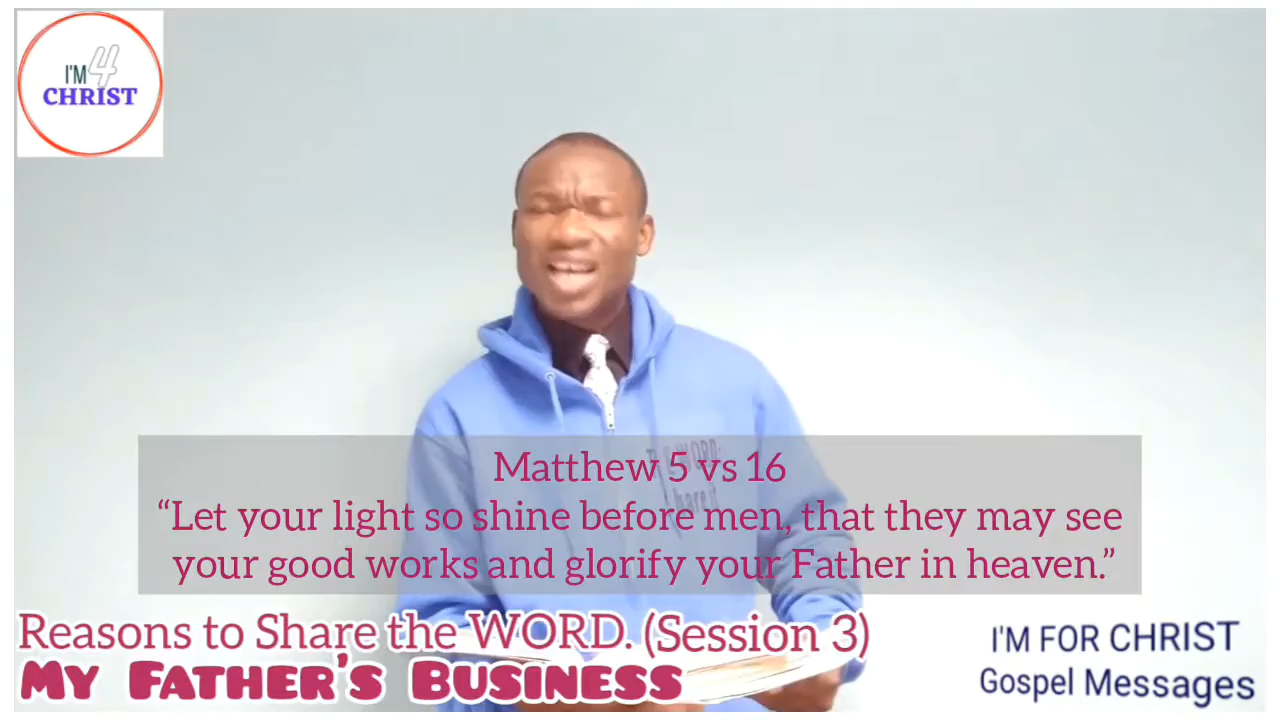 I'M 4
CHRIST
Matthew 5 vs 16
“Let your light so shine before men, that they may see
your good works and glorify your Father in heaven.”
Reasons to Share the WORD. (Session 3)
My Father's Business
I'M FOR CHRIST
Gospel Messages